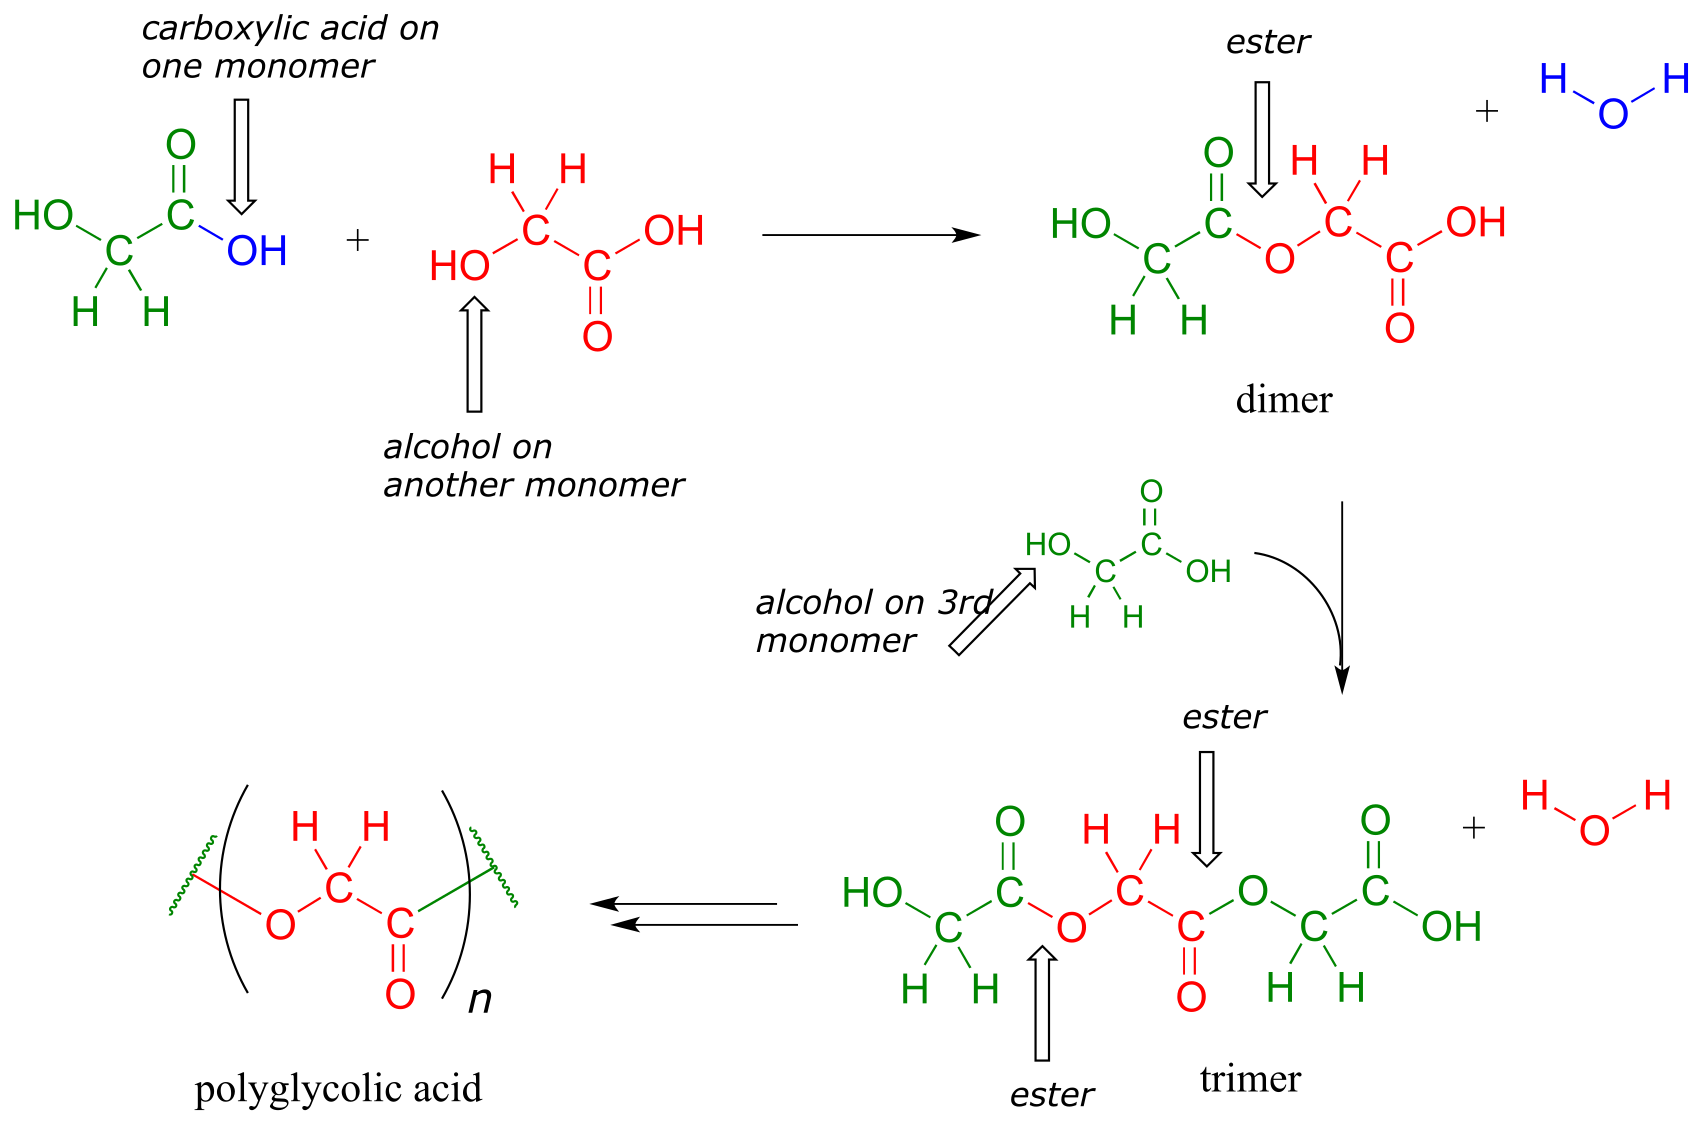 carboxylic acid on
one monomer
ester
H H
O
O
HO C OH
C
H H
+
H H
C OH
HO C
O
O H H
HO C C OH
C O C
H H O
+
dimer
alcohol on
another monomer
O
HO C
C OH
H H
alcohol on 3rd
monomer
ester
H H
O
+
O H H O
HO C C O C
C O C C OH
H H O H H
H H
C
O C
O
n
ester
trimer
polyglycolic acid